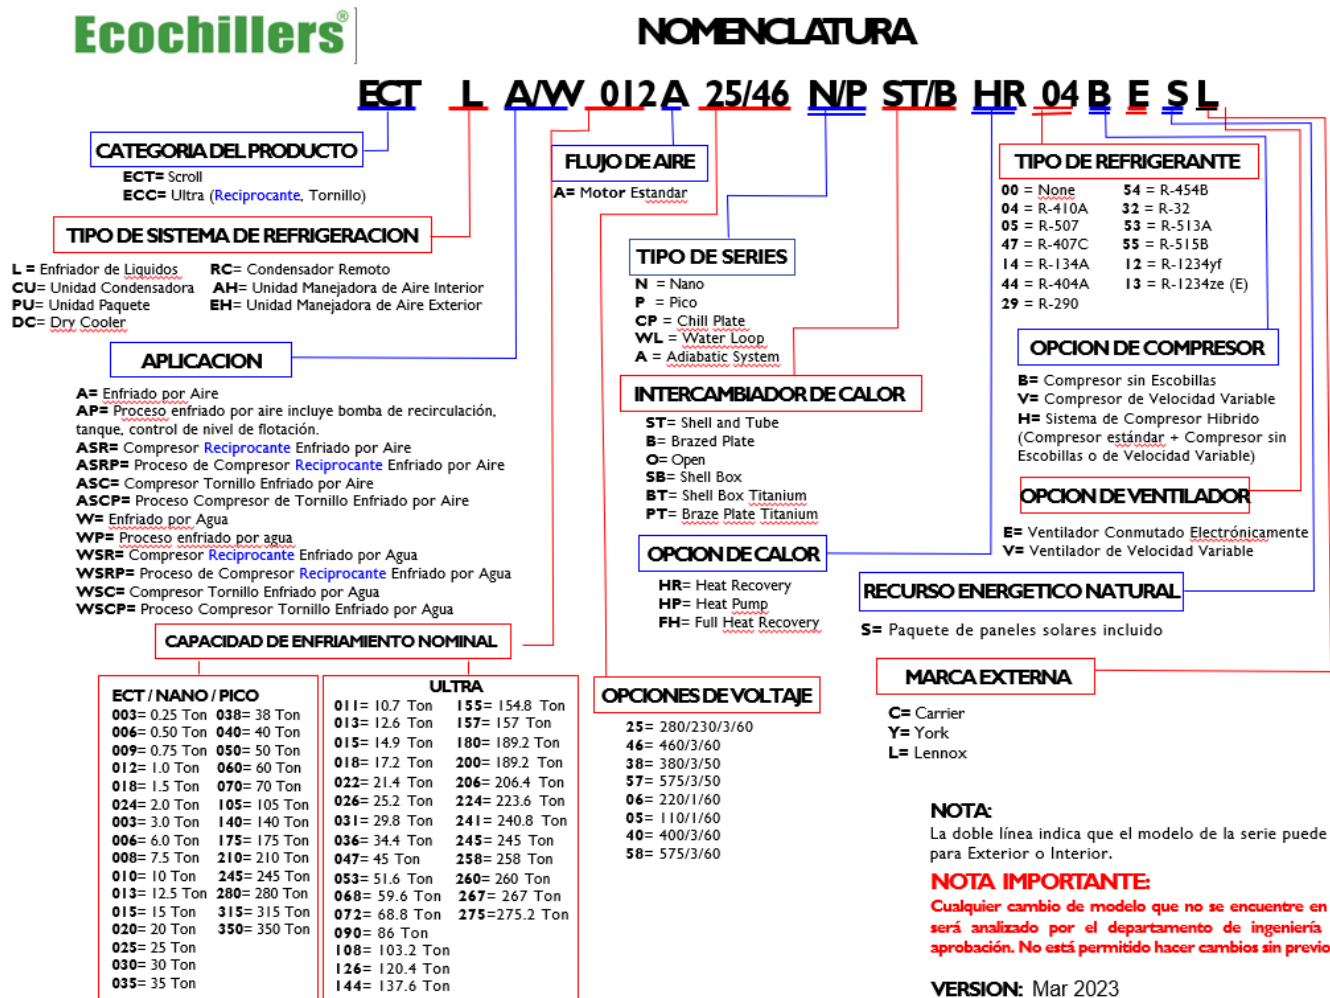 Ecochillers®
NOMENCLATURA
ECT L A/W 012 A 25/46 N/P ST/B HR 04 B E S L
CATEGORIA DEL PRODUCTO
ECT= Scroll
ECC= Ultra (Reciprocante, Tornillo)
TIPO DE SISTEMA DE REFRIGERACION
L = Enfriador de Liquidos
CU= Unidad Condensadora
PU= Unidad Paquete
DC= Dry Cooler
RC= Condensador Remoto
AH= Unidad Manejadora de Aire Interior
EH= Unidad Manejadora de Aire Exterior
APLICACION
A= Enfriado por Aire
AP= Proceso enfriado por aire incluye bomba de recirculación,
tanque, control de nivel de flotación.
ASR= Compresor Reciprocante Enfriado por Aire
ASRP= Proceso de Compresor Reciprocante Enfriado por Aire
ASC= Compresor Tornillo Enfriado por Aire
ASCP= Proceso Compresor de Tornillo Enfriado por Aire
W= Enfriado por Agua
WP= Proceso enfriado por agua
WSR= Compresor Reciprocante Enfriado por Agua
WSRP= Proceso de Compresor Reciprocante Enfriado por Agua
WSC= Compresor Tornillo Enfriado por Agua
WSCP= Proceso Compresor Tornillo Enfriado por Agua
CAPACIDAD DE ENFRIAMIENTO NOMINAL
ECT / NANO / PICO
003= 0.25 Ton
006= 0.50 Ton
009= 0.75 Ton
012= 1.0 Ton
018= 1.5 Ton
024= 2.0 Ton
003= 3.0 Ton
006= 6.0 Ton
008= 7.5 Ton
010= 10 Ton
013= 12.5 Ton
015= 15 Ton
020= 20 Ton
025= 25 Ton
030= 30 Ton
035= 35 Ton
038= 38 Ton
040= 40 Ton
050= 50 Ton
060= 60 Ton
070= 70 Ton
105= 105 Ton
140= 140 Ton
175= 175 Ton
210= 210 Ton
245= 245 Ton
280= 280 Ton
315= 315 Ton
350= 350 Ton
ULTRA
011= 10.7 Ton
013= 12.6 Ton
015= 14.9 Ton
018= 17.2 Ton
022= 21.4 Ton
026= 25.2 Ton
031= 29.8 Ton
036= 34.4 Ton
047= 45 Ton
053= 51.6 Ton
068= 59.6 Ton
072= 68.8 Ton
090= 86 Ton
108= 103.2 Ton
126= 120.4 Ton
144= 137.6 Ton
155= 154.8 Ton
157= 157 Ton
180= 189.2 Ton
200= 189.2 Ton
206= 206.4 Ton
224= 223.6 Ton
241= 240.8 Ton
245= 245 Ton
258= 258 Ton
260= 260 Ton
267= 267 Ton
275=275.2 Ton
FLUJO DE AIRE
A= Motor Estandar
TIPO DE SERIES
N = Nano
P = Pico
CP = Chill Plate
WL = Water Loop
A = Adiabatic System
INTERCAMBIADOR DE CALOR
ST= Shell and Tube
B= Brazed Plate
O= Open
SB= Shell Box
BT= Shell Box Titanium
PT= Braze Plate Titanium
OPCION DE CALOR
HR= Heat Recovery
HP= Heat Pump
FH= Full Heat Recovery
OPCIONES DE VOLTAJE
25= 280/230/3/60
46= 460/3/60
38= 380/3/50
57= 575/3/50
06= 220/1/60
05= 110/1/60
40= 400/3/60
58= 575/3/60
TIPO DE REFRIGERANTE
00 = None
04 = R-410A
05 = R-507
47 = R-407C
14 = R-134A
44 = R-404A
29 = R-290
54 = R-454B
32 = R-32
53 = R-513A
55 = R-515B
12 = R-1234yf
13 = R-1234ze (E)
OPCION DE COMPRESOR
B= Compresor sin Escobillas
V= Compresor de Velocidad Variable
H= Sistema de Compresor Hibrido
(Compresor estándar + Compresor sin
Escobillas o de Velocidad Variable)
OPCION DE VENTILADOR
E= Ventilador Conmutado Electrónicamente
V= Ventilador de Velocidad Variable
RECURSO ENERGETICO NATURAL
S= Paquete de paneles solares incluido
MARCA EXTERNA
C= Carrier
Y= York
L= Lennox
NOTA:
La doble línea indica que el modelo de la serie puede
para Exterior o Interior.
NOTA IMPORTANTE:
Cualquier cambio de modelo que no se encuentre en
será analizado por el departamento de ingeniería
aprobación. No está permitido hacer cambios sin previo
VERSION: Mar 2023